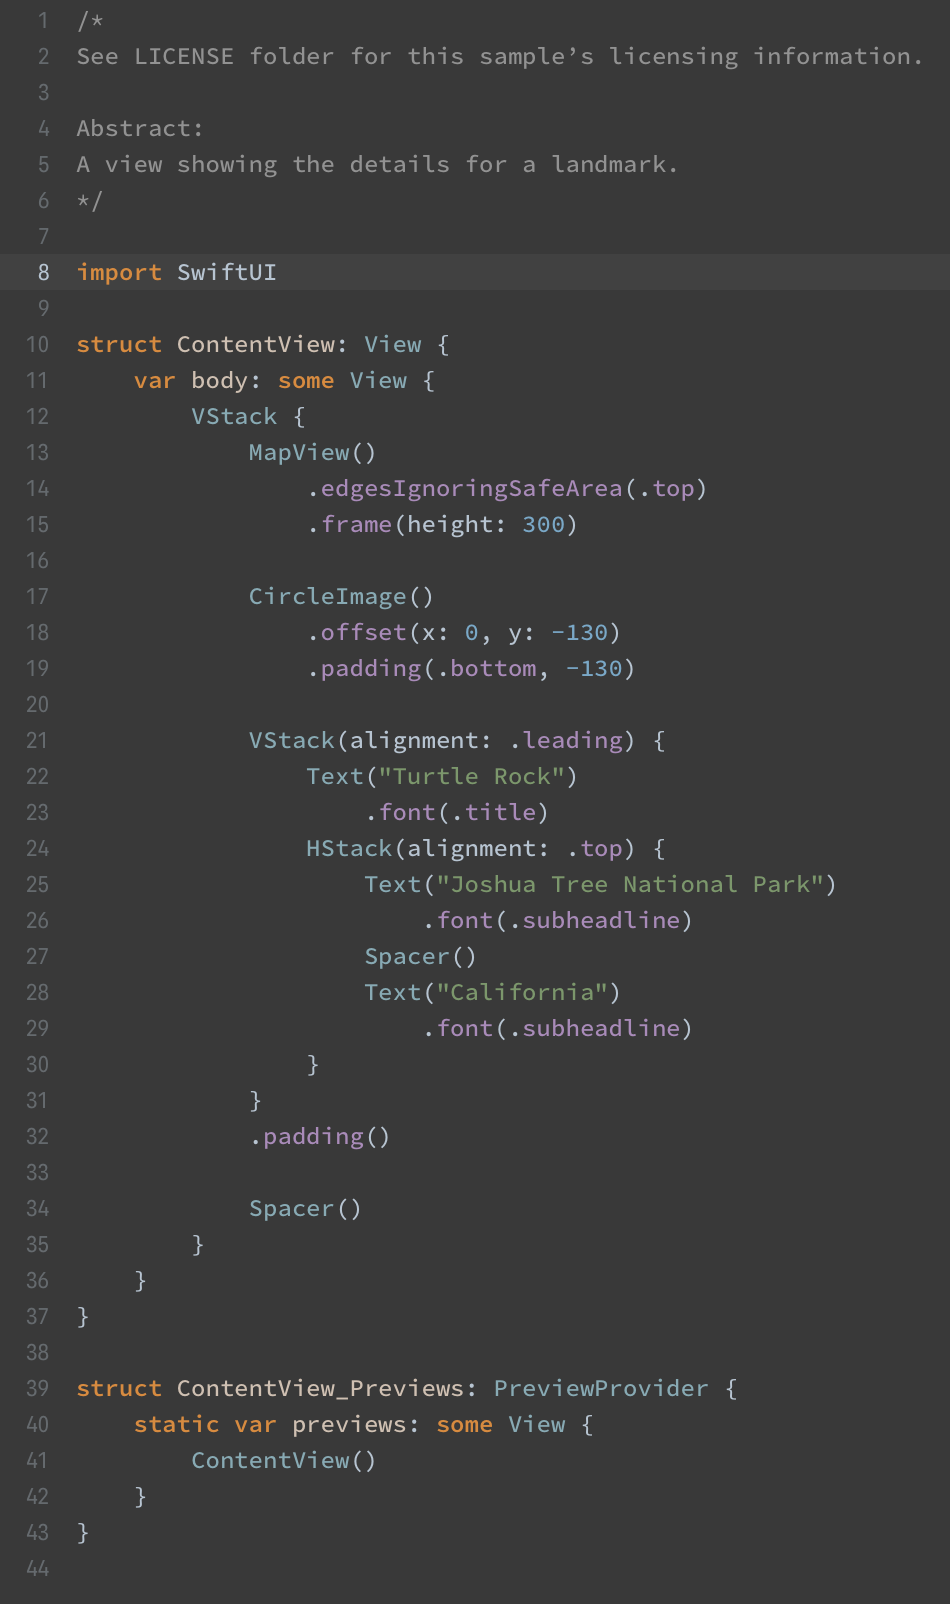 1 /*
2 See LICENSE folder for this sample’s licensing information.
3
4 Abstract:
5 A view showing the details for a landmark.
6 */
7
8 import SwiftUI
9
10 struct ContentView: View {
11     var body: some View {
12         VStack {
13             MapView()
14                 .edgesIgnoringSafeArea(.top)
15                 .frame(height: 300)
16
17             CircleImage()
18                 .offset(x: 0, y: -130)
19                 .padding(.bottom, -130)
20
21             VStack(alignment: .leading) {
22                 Text("Turtle Rock")
23                     .font(.title)
24                 HStack(alignment: .top) {
25                     Text("Joshua Tree National Park")
26                         .font(.subheadline)
27                     Spacer()
28                     Text("California")
29                         .font(.subheadline)
30                 }
31             }
32             .padding()
33
34             Spacer()
35         }
36     }
37 }
38
39 struct ContentView_Previews: PreviewProvider {
40     static var previews: some View {
41         ContentView()
42     }
43 }
44